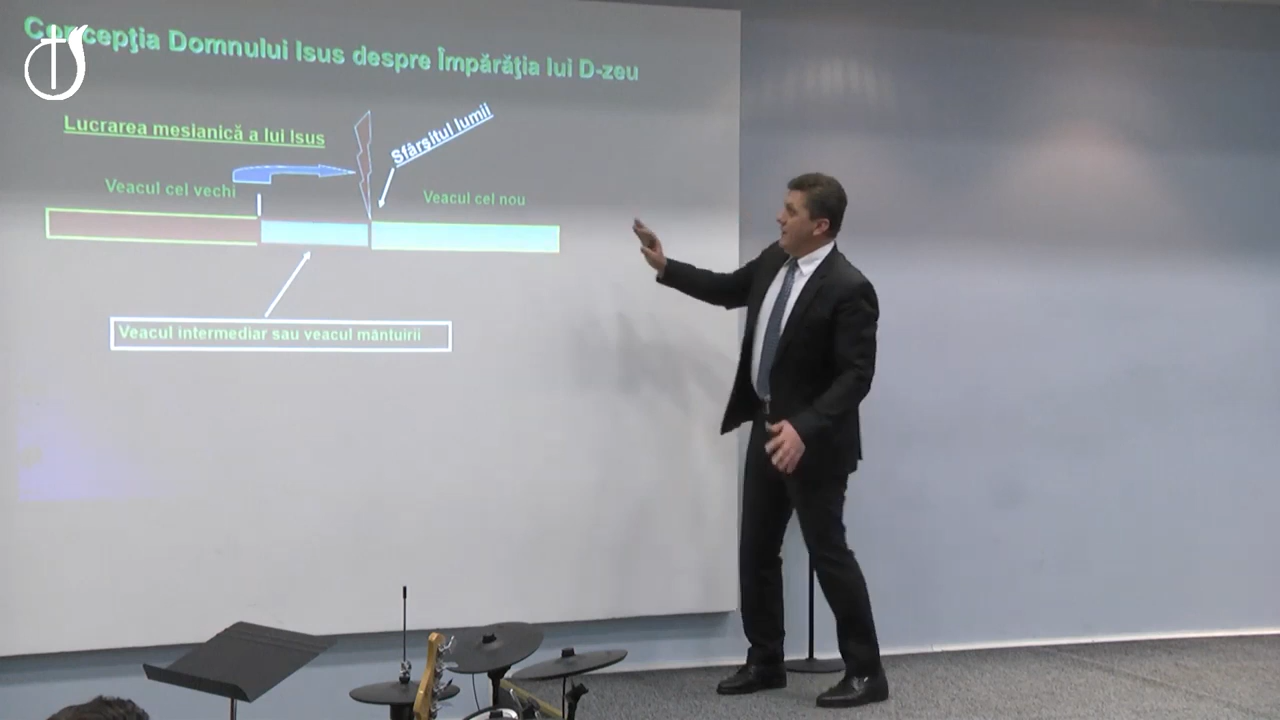 Concepţia Domnului Isus despre Împărăţia lui D-zeu
Lucrarea mesianică a lui Isus
Sfârşitul lumii
Veacul cel vechi
Veacul cel nou
Veacul intermediar sau veacul mântuirii